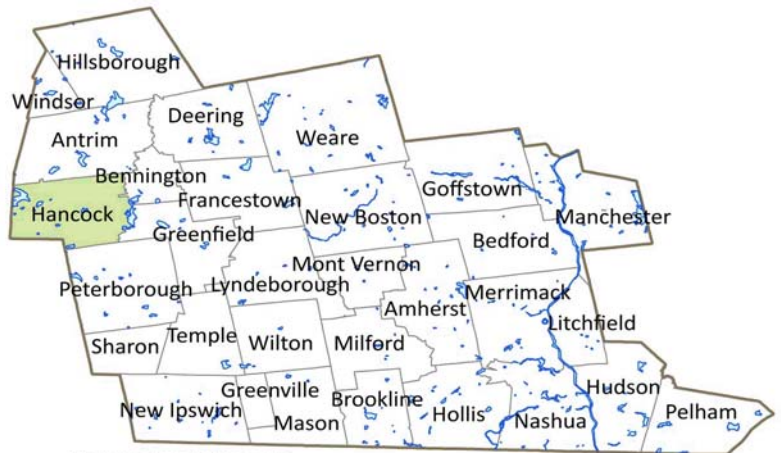 Hillsborough
Windsor
Deering
Antrim
Weare
Bennington
Goffstown
Francestown
Hancock
New Boston
Manchester
Greenfield
Bedford
Mont Vernon
Peterborough
Lyndeborough
Merrimack
Amherst
Litchfield
Temple
Sharon
Wilton
Milford
Hudson
Greenville
Brookline
New Ipswich
Pelham
Hollis
Nashua
Mason